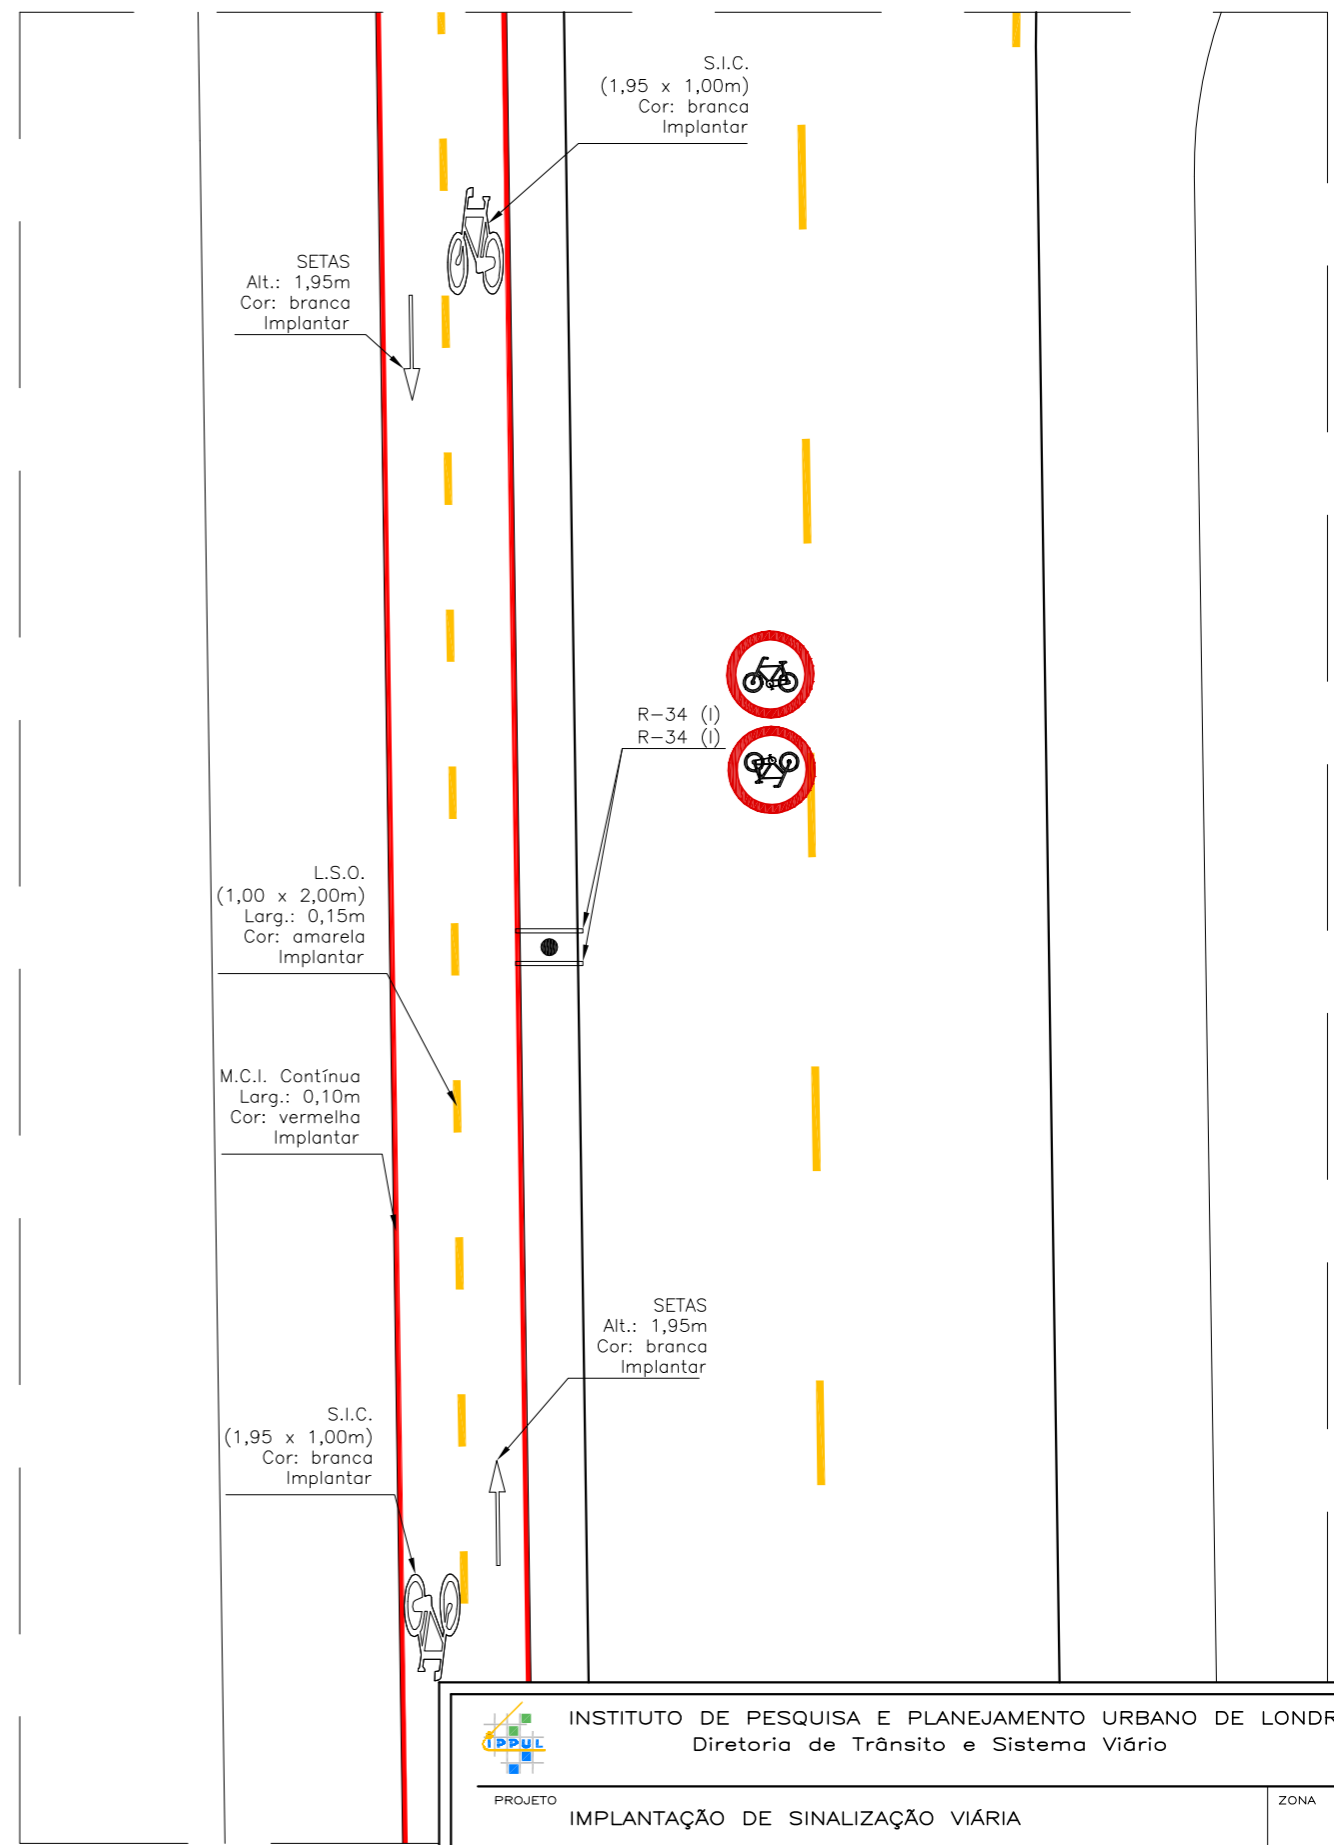 S.I.C.
(1,95 x 1,00m)
Cor: branca
Implantar
SETAS
Alt.: 1,95m
Cor: branca
Implantar
R-34 (I)
R-34 (I)
L.S.O.
(1,00 x 2,00m)
Larg.: 0,15m
Cor: amarela
Implantar
M.C.I. Contínua
Larg.: 0,10m
Cor: vermelha
Implantar
SETAS
Alt.: 1,95m
Cor: branca
Implantar
S.I.C.
(1,95 x 1,00m)
Cor: branca
Implantar
IPPUL
INSTITUTO DE PESQUISA E PLANEJAMENTO URBANO DE LONDR
Diretoria de Trânsito e Sistema Viário
PROJETO
IMPLANTAÇÃO DE SINALIZAÇÃO VIÁRIA
ZONA